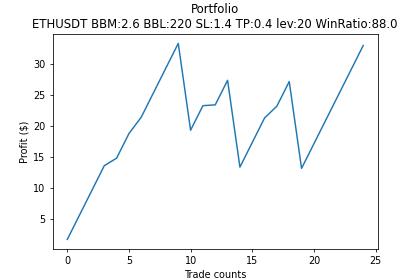 Portfolio
ETHUSDT BBM:2.6 BBL:220 SL:1.4 TP:0.4 lev:20 WinRatio:88.0
30
25
20
15
10
5
Profit ($)
0 5 10 15 20 25
Trade counts